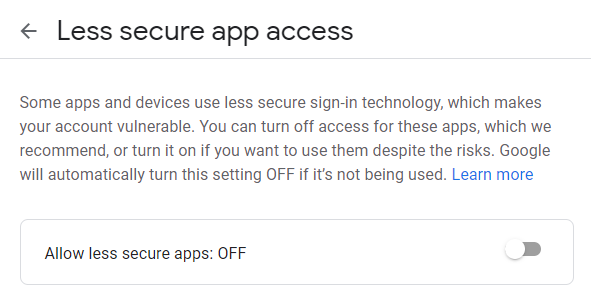 Less secure app access
Some apps and devices use less secure sign-in technology, which makes
your account vulnerable. You can turn off access for these apps, which we
recommend, or turn it on if you want to use them despite the risks. Google
will automatically turn this setting OFF if it’s not being used. Learn more
Allow less secure apps: OFF